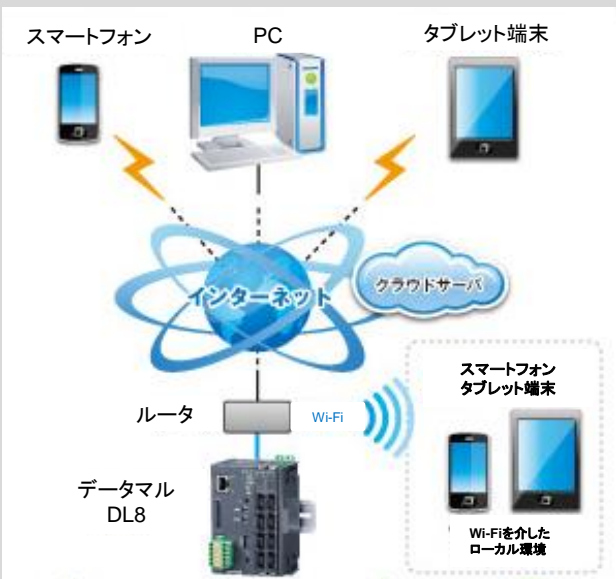 スマートフォン
PC
タブレット端末
インターネット
クラウドサーバ
ルータ
Wi-Fi
データマル
DL8
スマートフォン
タブレット端末
Wi-Fiを介した
ローカル環境